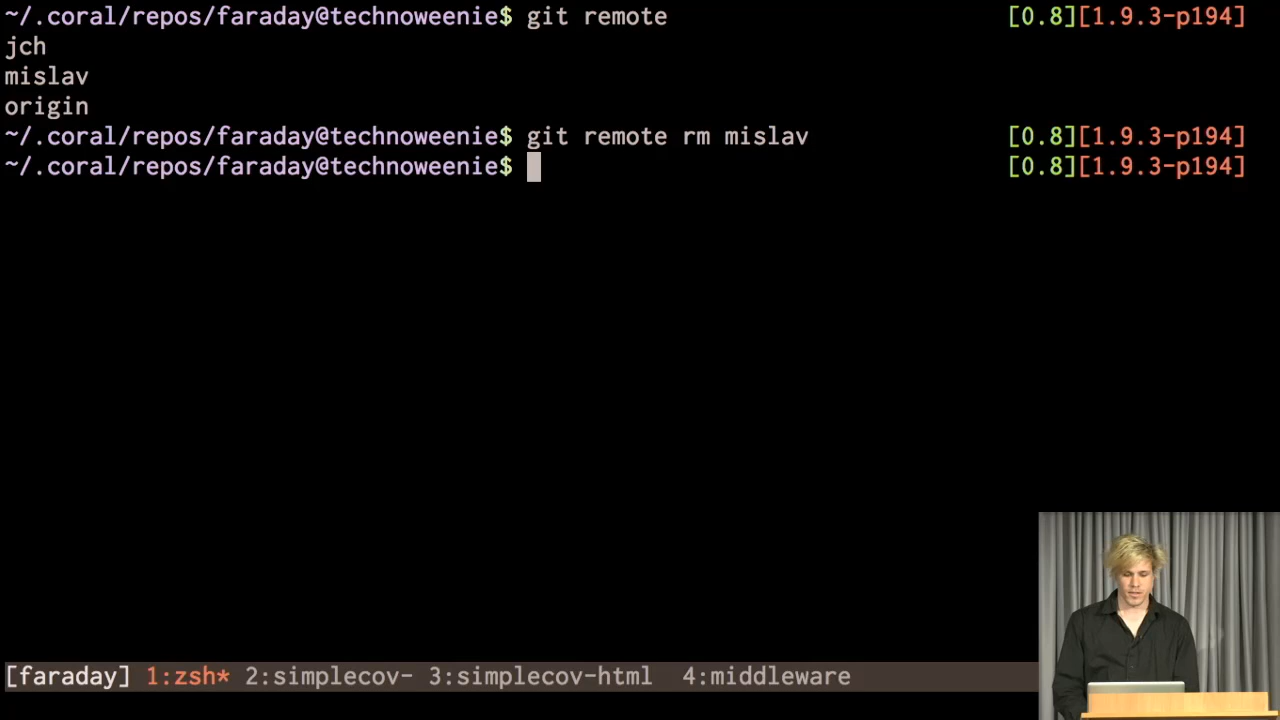 ~/.coral/repos/faraday@technoweenie$ git remote [0.8][1.9.3-p194]
jch
mislav
origin
~/.coral/repos/faraday@technoweenie$ git remote rm mislav [0.8][1.9.3-p194]
~/.coral/repos/faraday@technoweenie$ [0.8][1.9.3-p194]
[faraday] 1:zsh* 2:simplecov- 3:simplecov-html 4:middleware